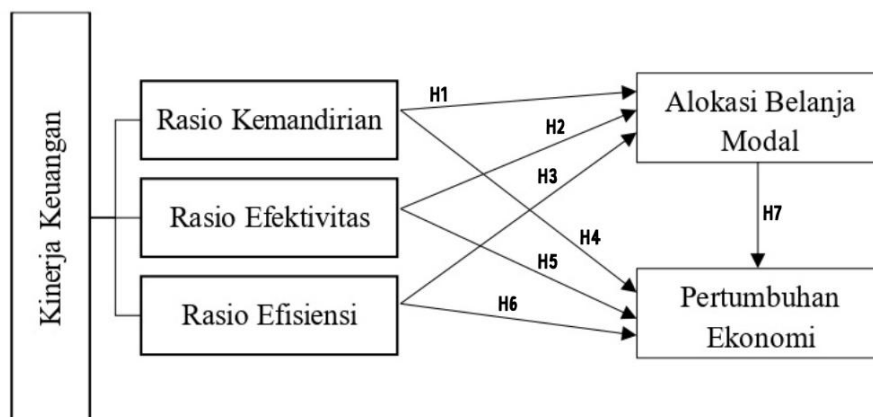 Kinerja Keuangan
Rasio Kemandirian
Rasio Efektivitas
Rasio Efisiensi
H1
H2
H3
H4
H5
H6
Alokasi Belanja
Modal
H7
Pertumbuhan
Ekonomi